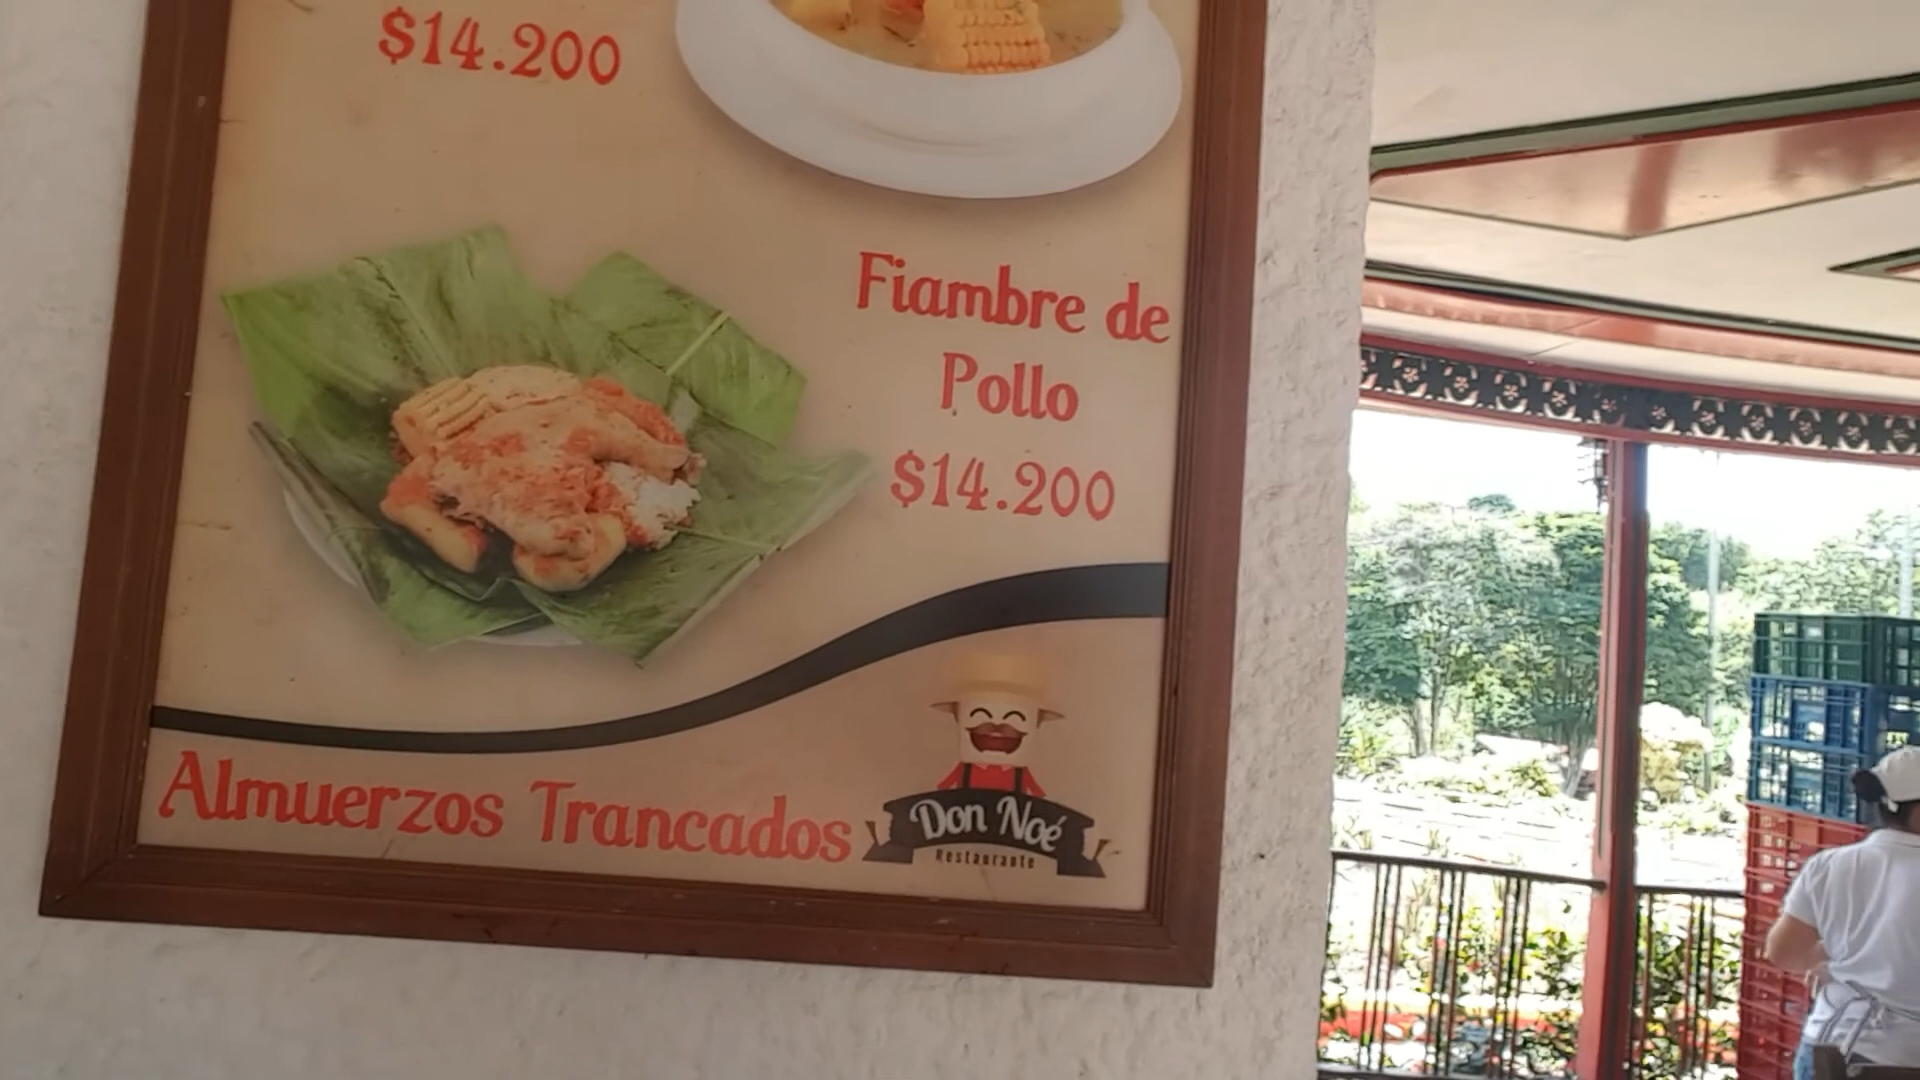 $14.200
Fiambre de
Pollo
$14.200
Almuerzos Trancados
Don Noé
Restaurante